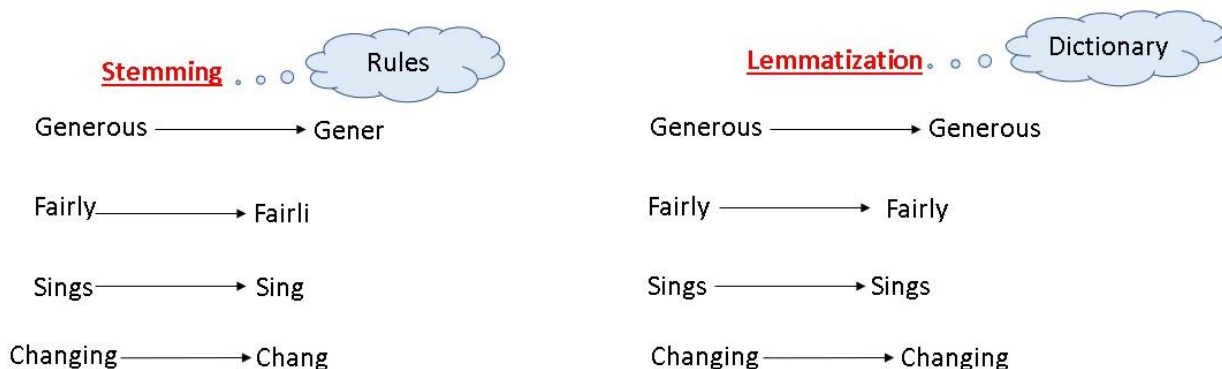 Stemming
Rules
Generous Gener
Fairly Fairli
Sings Sing
Changing Chang
Lemmatization
Dictionary
Generous Generous
Fairly Fairly
Sings Sings
Changing Changing